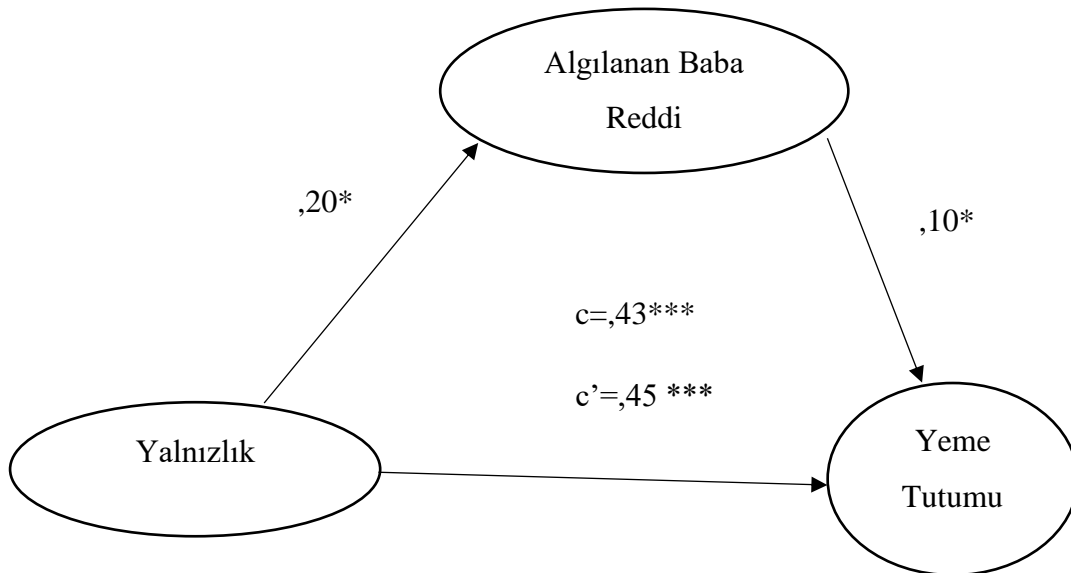 Algılanan Baba
Reddi
,20*
,10*
c=,43***
c’=,45 ***
Yalnızlık
Yeme
Tutumu